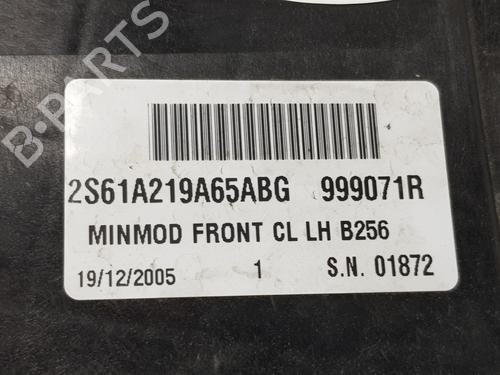 B-PARTS
2S61A219A65ABG 999071R
MINMOD FRONT CL LH B256
19/12/2005 1 S.N. 01872